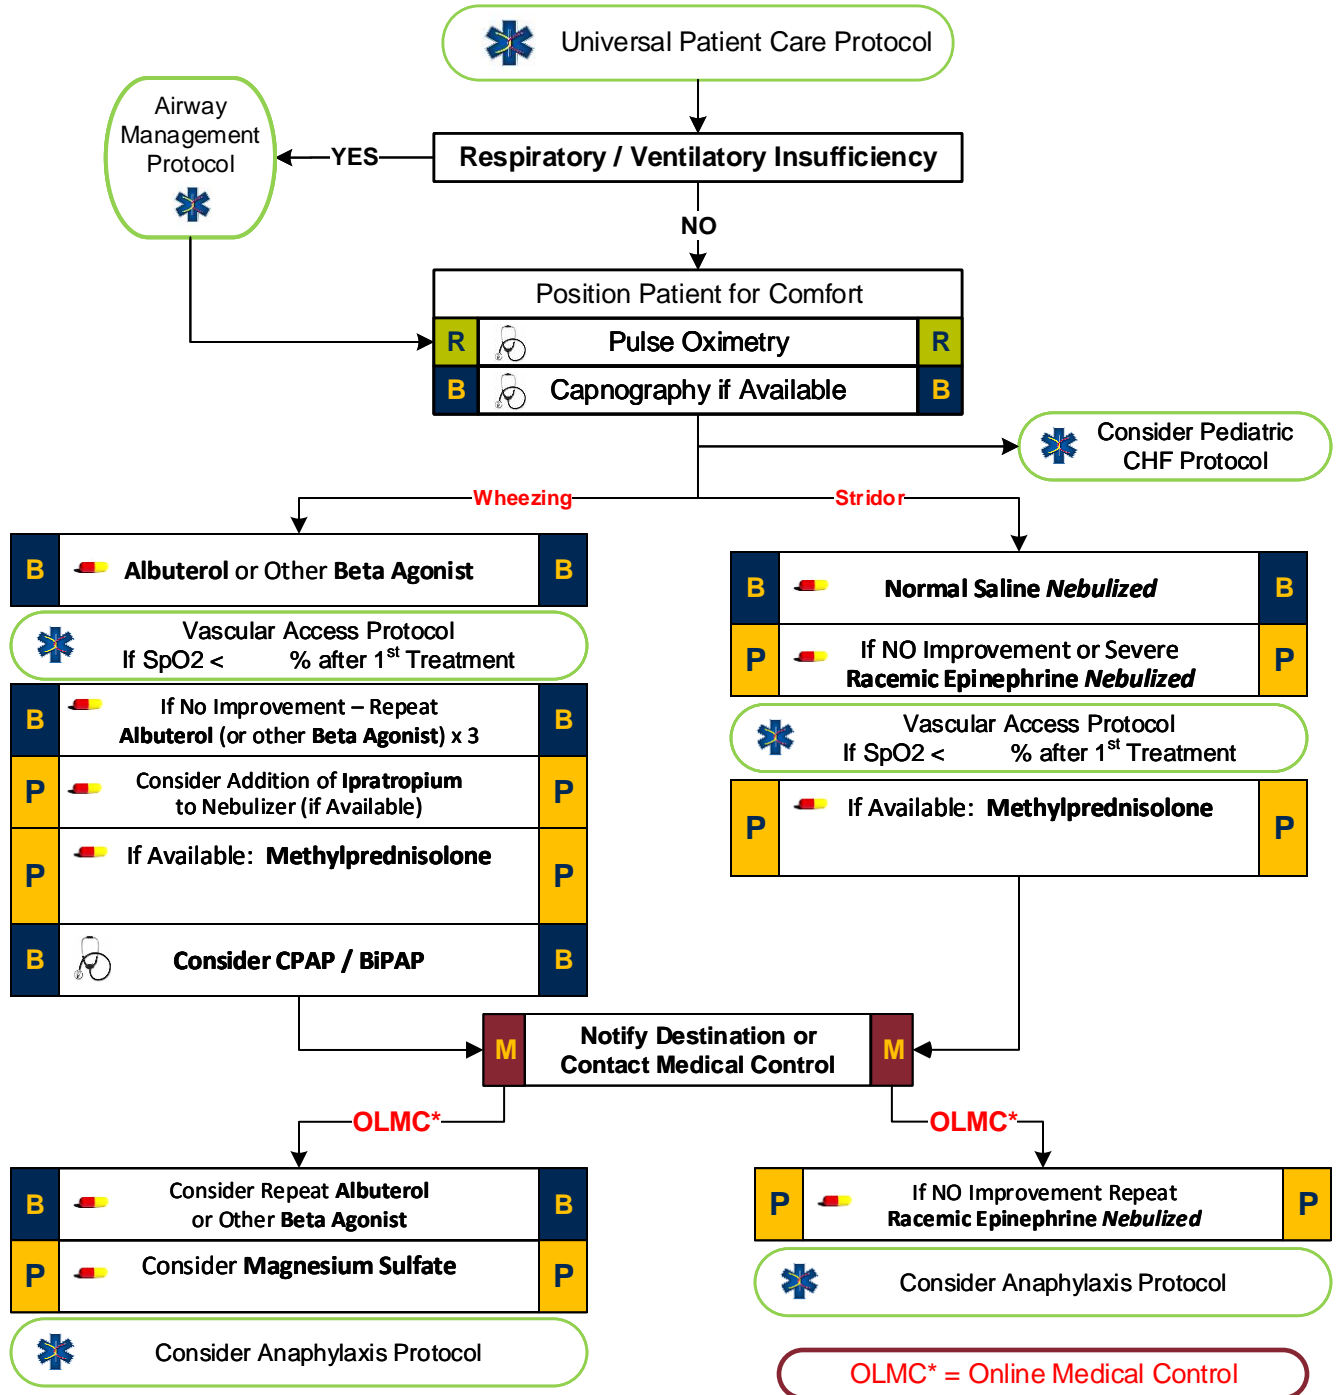 Universal Patient Care Protocol
Airway
Management
Protocol
YES
Respiratory / Ventilatory Insufficiency
NO
Position Patient for Comfort
R Pulse Oximetry R
B Capnography if Available B
Consider Pediatric
CHF Protocol
Wheezing
Stridor
B Albuterol or Other Beta Agonist B
Vascular Access Protocol
If SpO2 < % after 1st Treatment
B If No Improvement – Repeat B
Albuterol (or other Beta Agonist) x 3
P Consider Addition of Ipratropium P
to Nebulizer (if Available)
P If Available: Methylprednisolone P
B Consider CPAP / BiPAP B
B Normal Saline Nebulized B
P If NO Improvement or Severe P
Racemic Epinephrine Nebulized
Vascular Access Protocol
If SpO2 < % after 1st Treatment
P If Available: Methylprednisolone P
M Notify Destination or M
Contact Medical Control
OLMC*
OLMC*
B Consider Repeat Albuterol B
or Other Beta Agonist
P Consider Magnesium Sulfate P
Consider Anaphylaxis Protocol
P If NO Improvement Repeat P
Racemic Epinephrine Nebulized
Consider Anaphylaxis Protocol
OLMC* = Online Medical Control